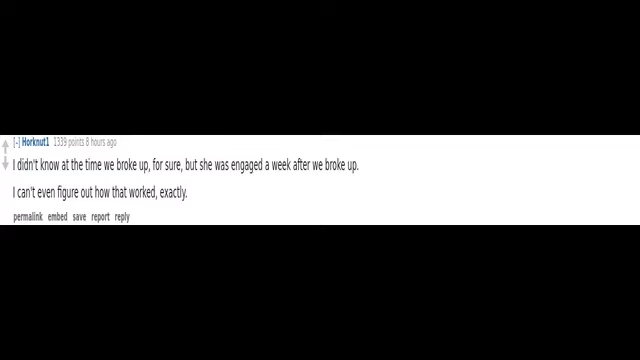 [-] Horknut1 1339 points 8 hours ago
I didn't know at the time we broke up, for sure, but she was engaged a week after we broke up.
I can't even figure out how that worked, exactly.
permalink embed save report reply